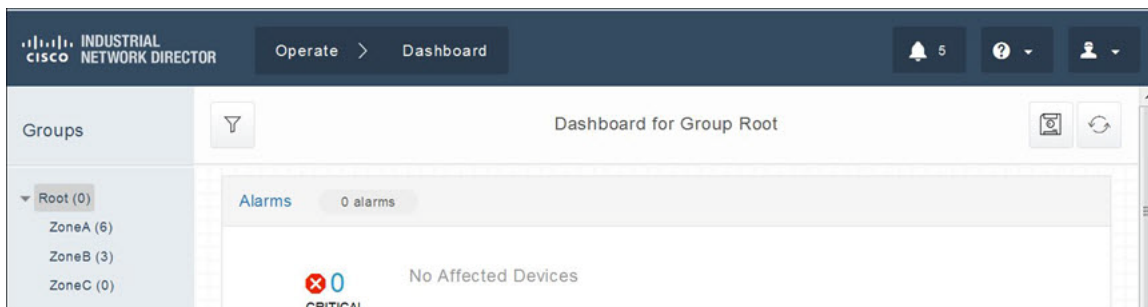 INDUSTRIAL
CISCO NETWORK DIRECTOR
Operate > Dashboard
5
?
Groups
Dashboard for Group Root
Root (0)
Alarms 0 alarms
ZoneA (6)
ZoneB (3)
ZoneC (0)
0 No Affected Devices
CRITICAL